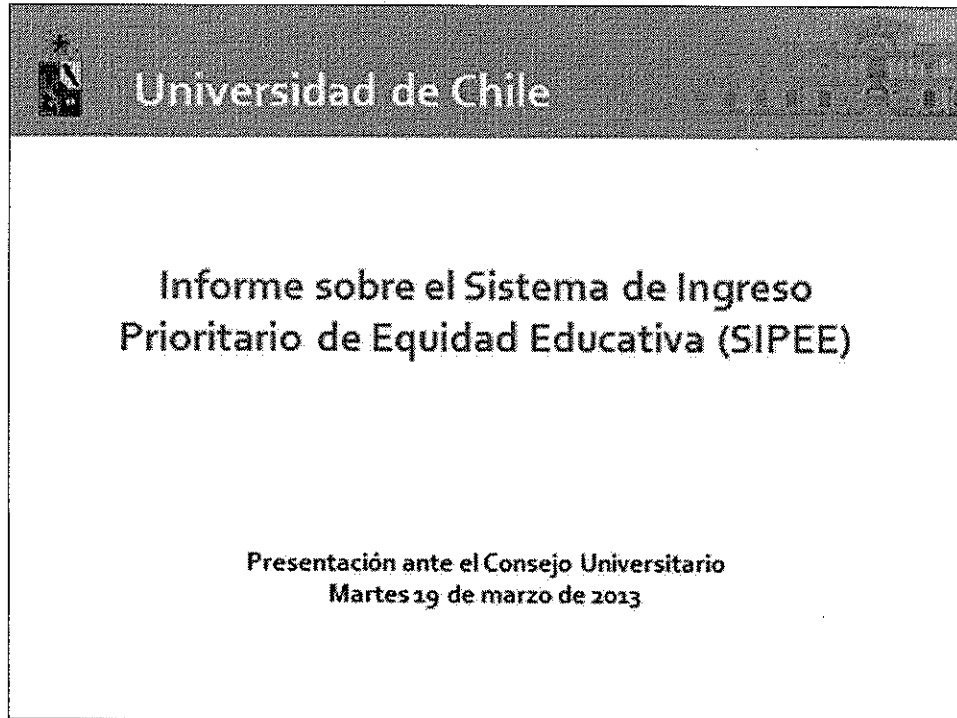 Universidad de Chile
Informe sobre el Sistema de Ingreso
Prioritario de Equidad Educativa (SIPEE)
Presentación ante el Consejo Universitario
Martes 19 de marzo de 2013